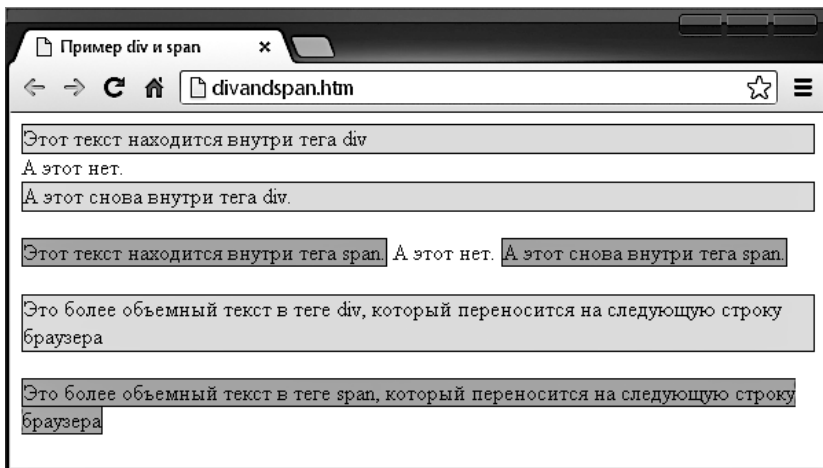 Пример div и span
divandspan.htm
Этот текст находится внутри тега div
А этот нет.
А этот снова внутри тега div.
Этот текст находится внутри тега span. А этот нет. А этот снова внутри тега span.
Это более объемный текст в теге div, который переносится на следующую строку
браузера
Это более объемный текст в теге span, который переносится на следующую строку
браузера